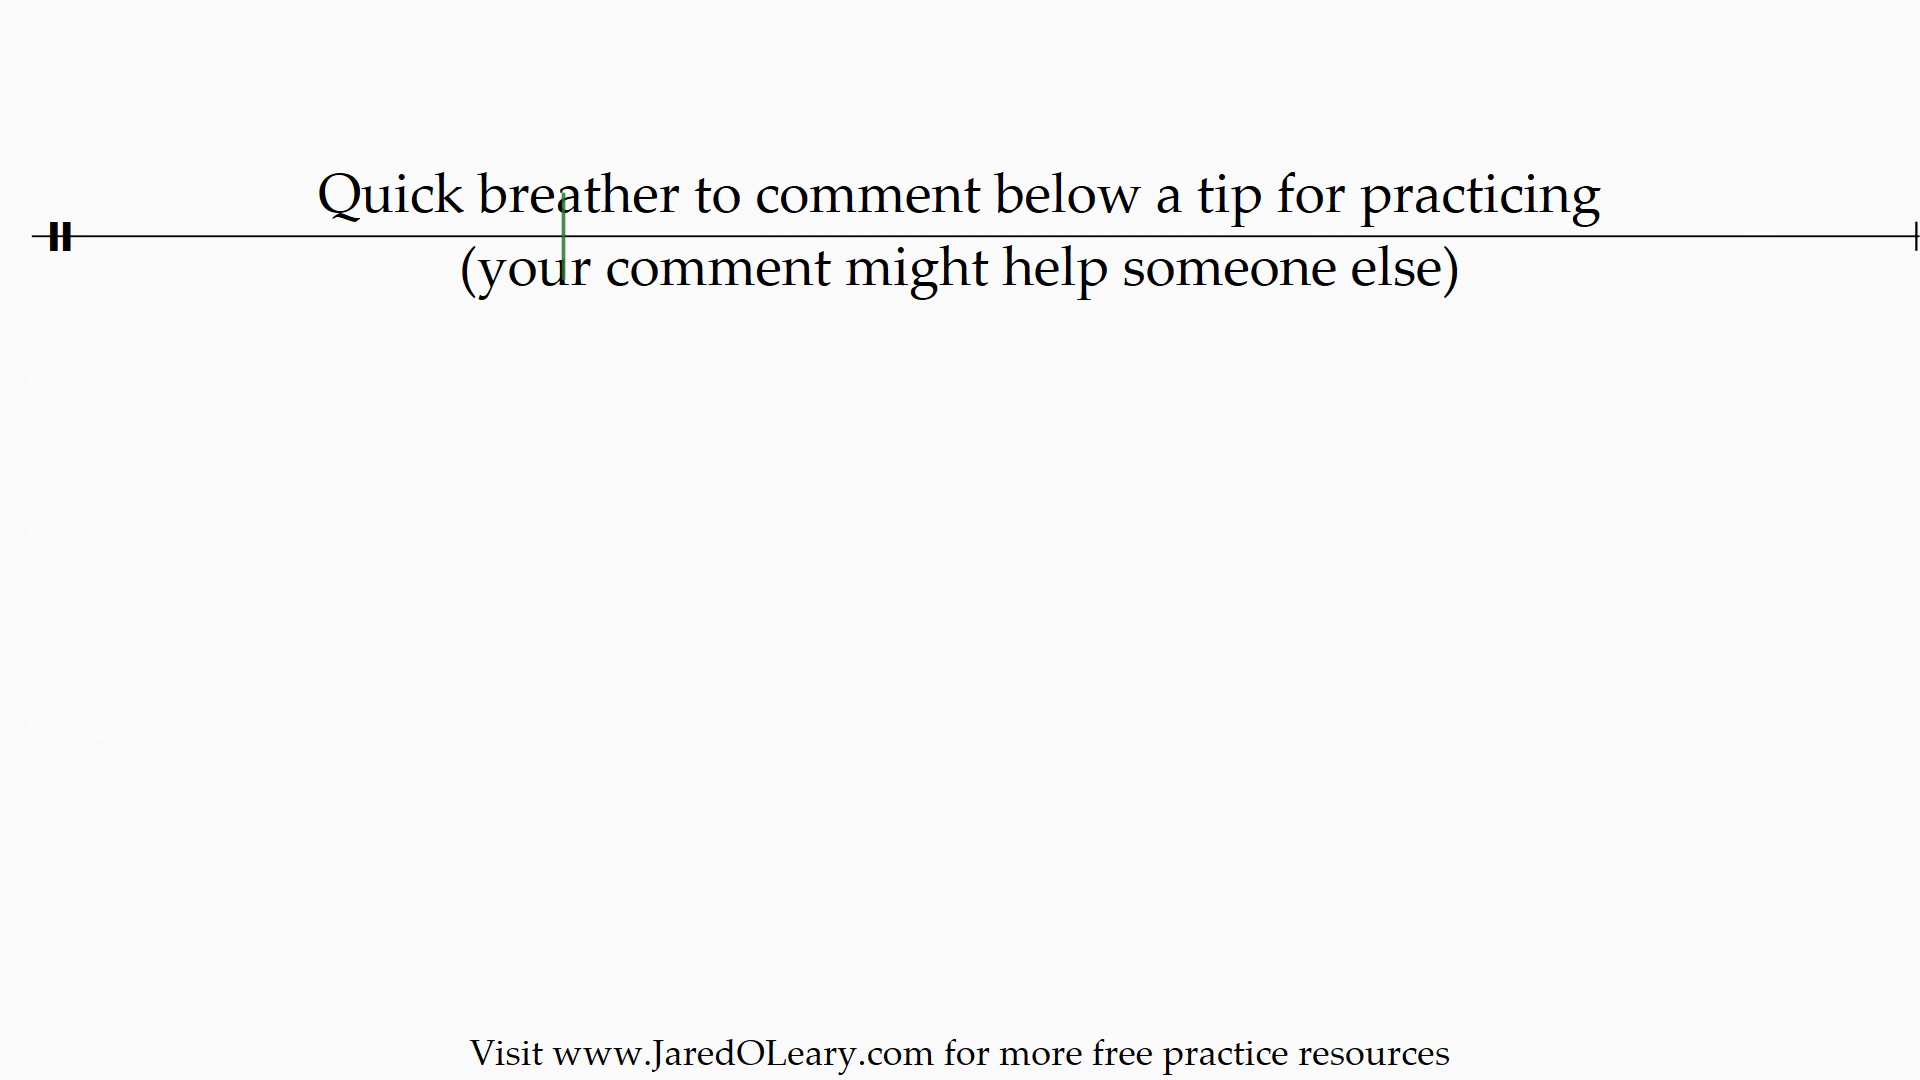 Quick breather to comment below a tip for practicing
(your comment might help someone else)
Visit www.JaredOLeary.com for more free practice resources